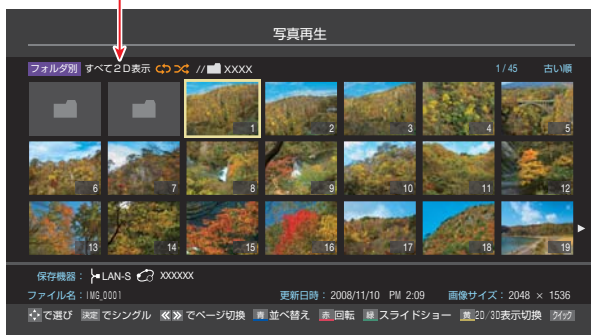 写真再生
フォルダ別 すべて2D表示 // XXXX 1/45 古い順
1 2 3 4 5
6 7 8 9 10 11 12
13 14 15 16 17 18 19
保存機器： LAN-S XXXXXX
ファイル名：IMG_0001 更新日時：2008/11/10 PM 2:09 画像サイズ：2048 × 1536
で選び 決定 でシングル ≪≫ でページ切換 青 並べ替え 赤 回転 緑 スライドショー 黄 2D/3D表示切換 クイック